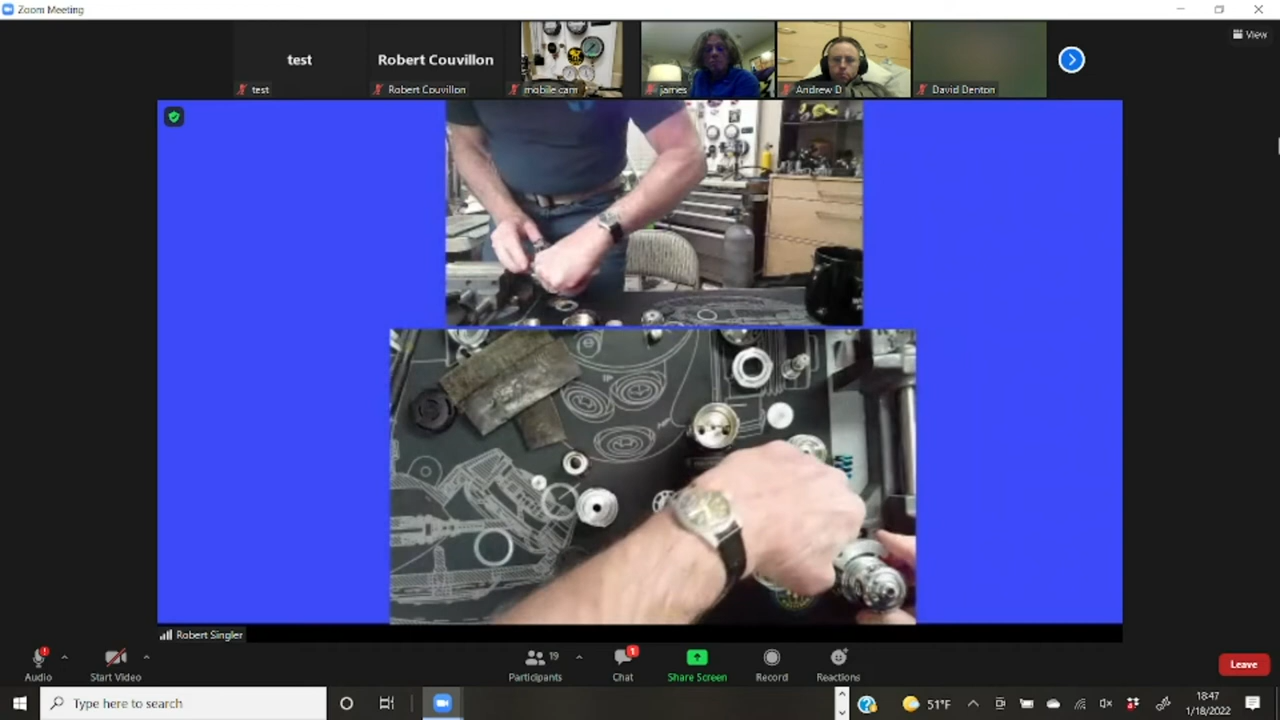 Zoom Meeting
View
test
Robert Couvillon
test
Robert Couvillon
mobile cam
james
Andrew D
David Denton
Robert Singler
19
1
Audio
Start Video
Participants
Chat
Share Screen
Record
Reactions
Leave
Type here to search
51°F
18:47
1/18/2022